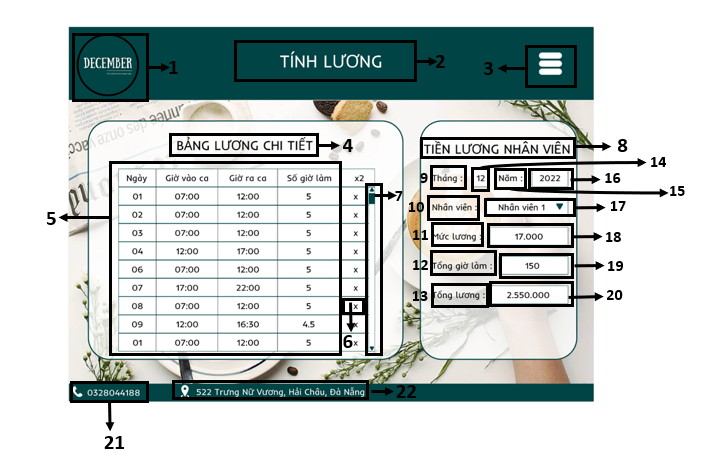 DECEMBER
1
TÍNH LƯƠNG
2
3
BẢNG LƯƠNG CHI TIẾT
4
Ngày Giờ vào ca Giờ ra ca Số giờ làm x2
01 07:00 12:00 5 x
02 07:00 12:00 5 x
03 07:00 12:00 5 x
04 12:00 17:00 5 x
06 07:00 12:00 5 x
07 17:00 22:00 5 x
08 07:00 12:00 5 x
09 12:00 16:30 4.5 x
01 07:00 12:00 5 x
5
6
7
TIỀN LƯƠNG NHÂN VIÊN
8
14
9 Tháng : 12 Năm : 2022 16
15
10 Nhân viên : Nhân viên 1 17
11 Mức lương : 17.000 18
12 Tổng giờ làm : 150 19
13 Tổng lương : 2.550.000 20
0328044188
522 Trưng Nữ Vương, Hải Châu, Đà Nẵng
22
21